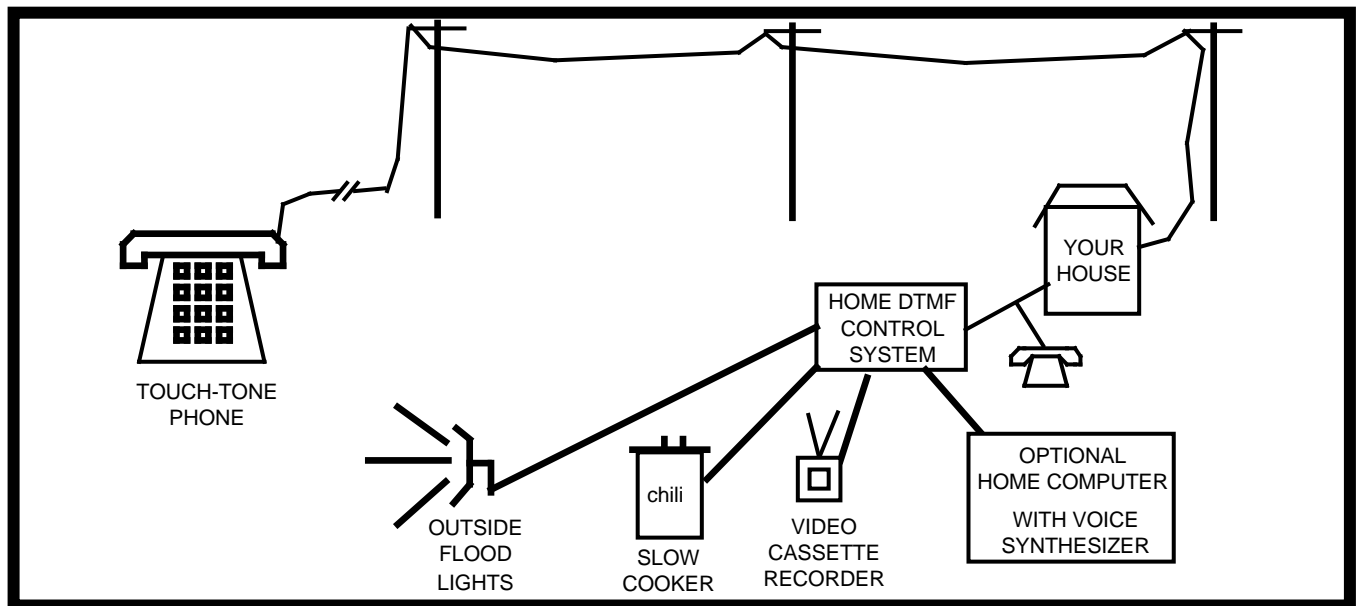 YOUR
HOUSE
HOME DTMF
CONTROL
SYSTEM
TOUCH-TONE
PHONE
OUTSIDE
FLOOD
LIGHTS
chili
SLOW
COOKER
VIDEO
CASSETTE
RECORDER
OPTIONAL
HOME COMPUTER
WITH VOICE
SYNTHESIZER